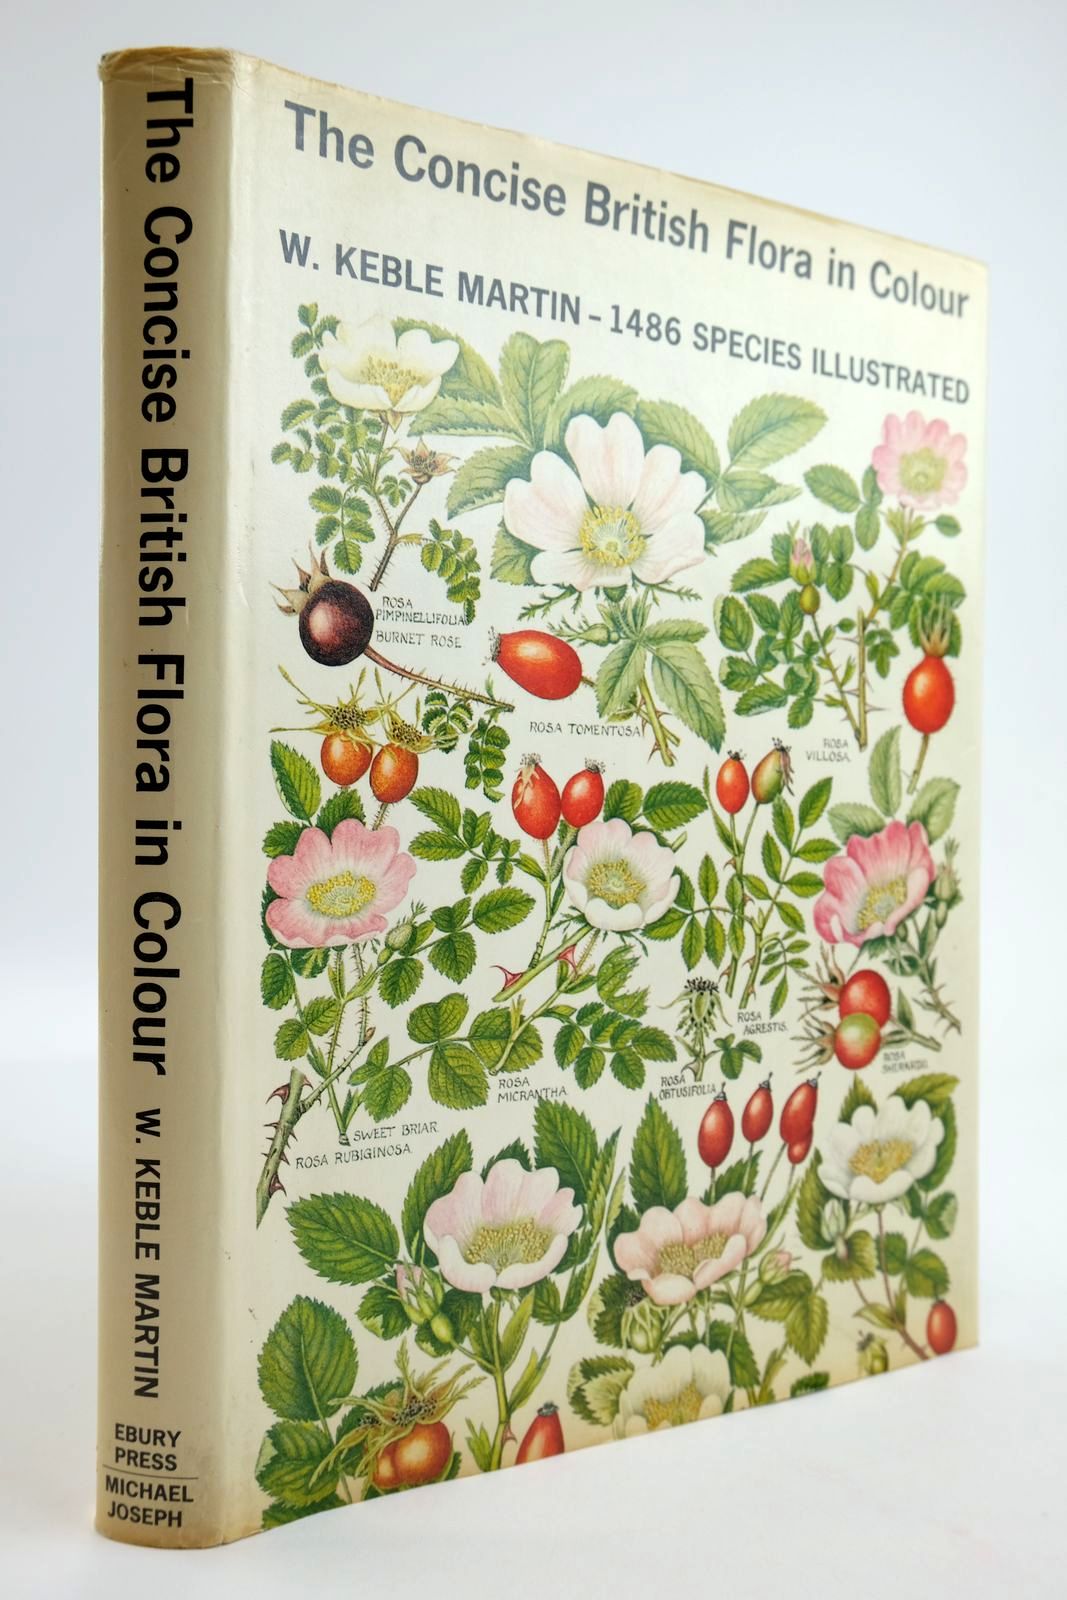 The Concise British Flora in Colour W. KEBLE MARTIN
EBURY
PRESS
MICHAEL
JOSEPH
The Concise British Flora in Colour
W. KEBLE MARTIN - 1486 SPECIES ILLUSTRATED
ROSA
PIMPINELLIFOLIA
BURNET ROSE
ROSA TOMENTOSA
ROSA
VILLOSA
ROSA
AGRESTIS.
ROSA
SHERARDII.
ROSA
MICRANTHA
ROSA
OBTUSIFOLIA
SWEET BRIAR.
ROSA RUBIGINOSA.